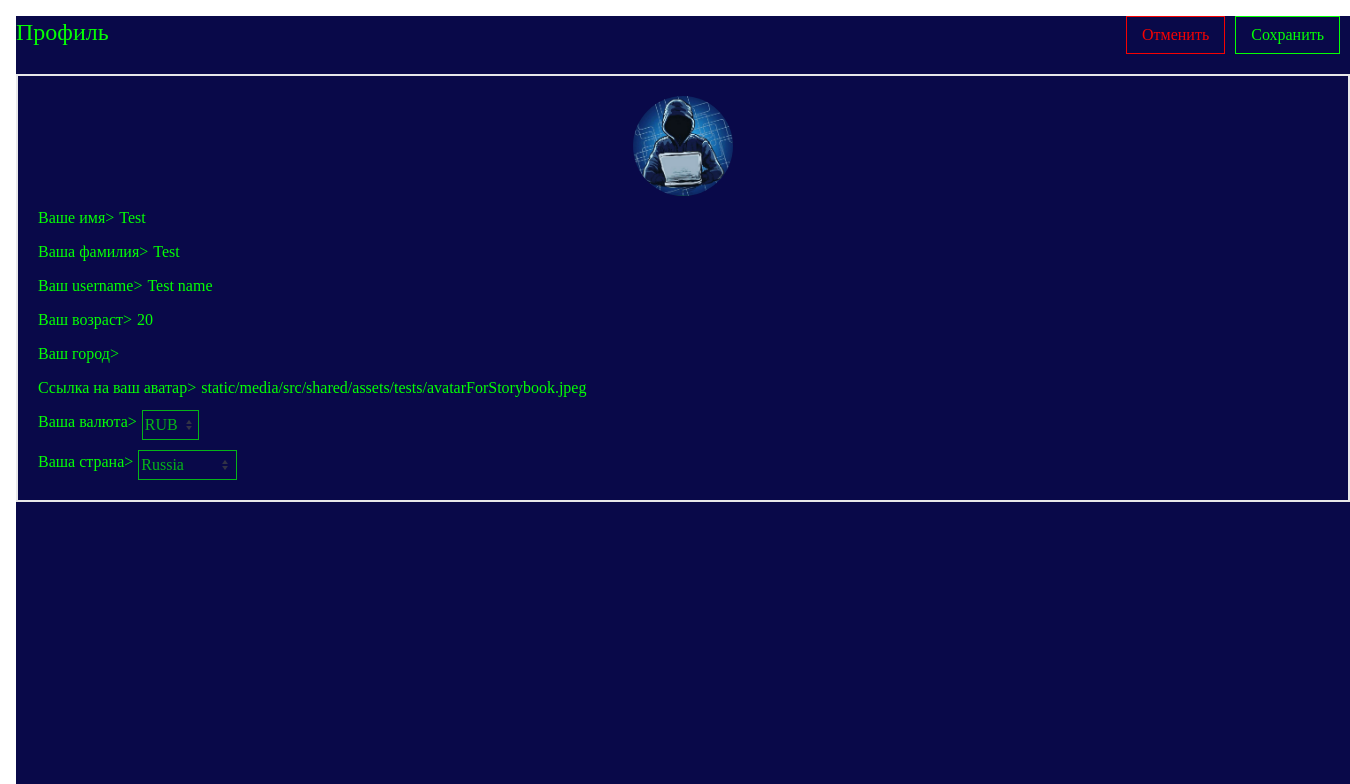 Профиль
Отменить
Сохранить
Ваше имя> Test
Ваша фамилия> Test
Ваш username> Test name
Ваш возраст> 20
Ваш город>
Ссылка на ваш аватар> static/media/src/shared/assets/tests/avatarForStorybook.jpeg
Ваша валюта> RUB
Ваша страна> Russia